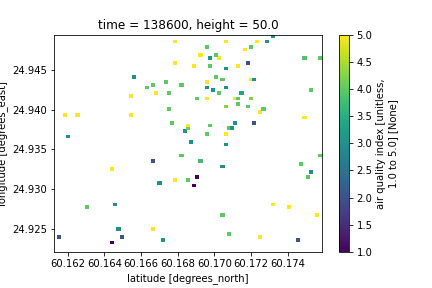 time = 138600, height = 50.0
24.945
24.940
24.935
24.930
24.925
longitude [degrees_east]
60.162 60.164 60.166 60.168 60.170 60.172 60.174
latitude [degrees_north]
5.0
4.5
4.0
3.5
3.0
2.5
2.0
1.5
1.0
air quality index [unitless,
1.0 to 5.0] [None]